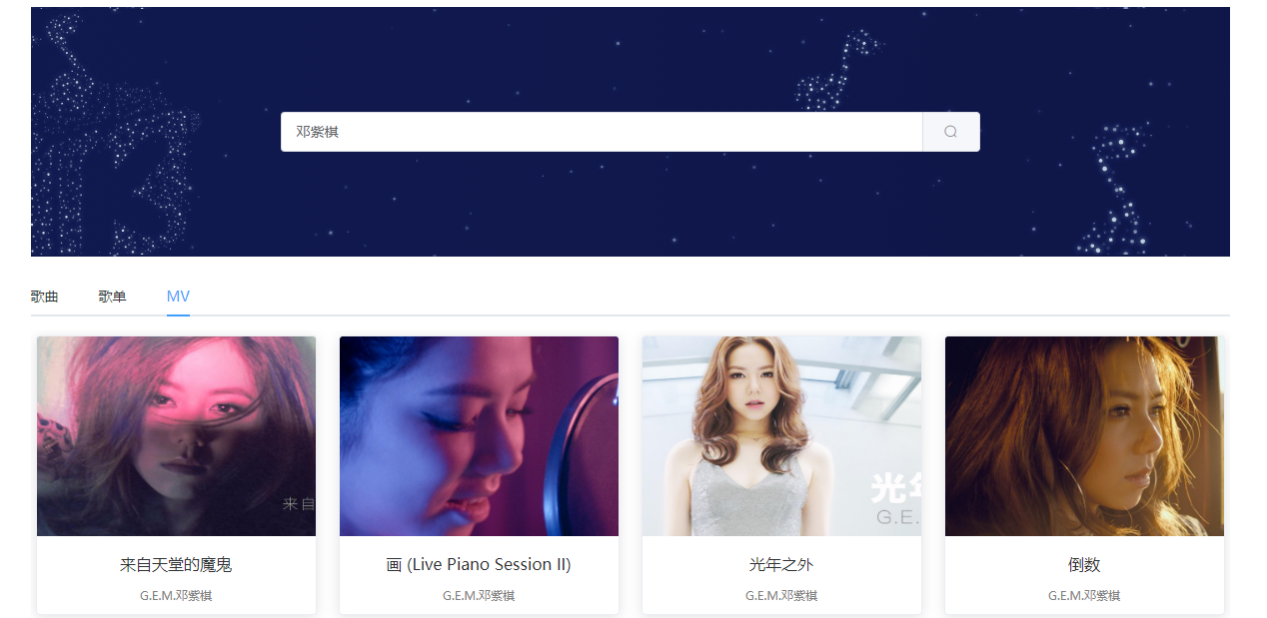 邓紫棋
歌曲 歌单 MV
来自
光年
G.E.
来自天堂的魔鬼 画 (Live Piano Session II) 光年之外 倒数
G.E.M.邓紫棋 G.E.M.邓紫棋 G.E.M.邓紫棋 G.E.M.邓紫棋